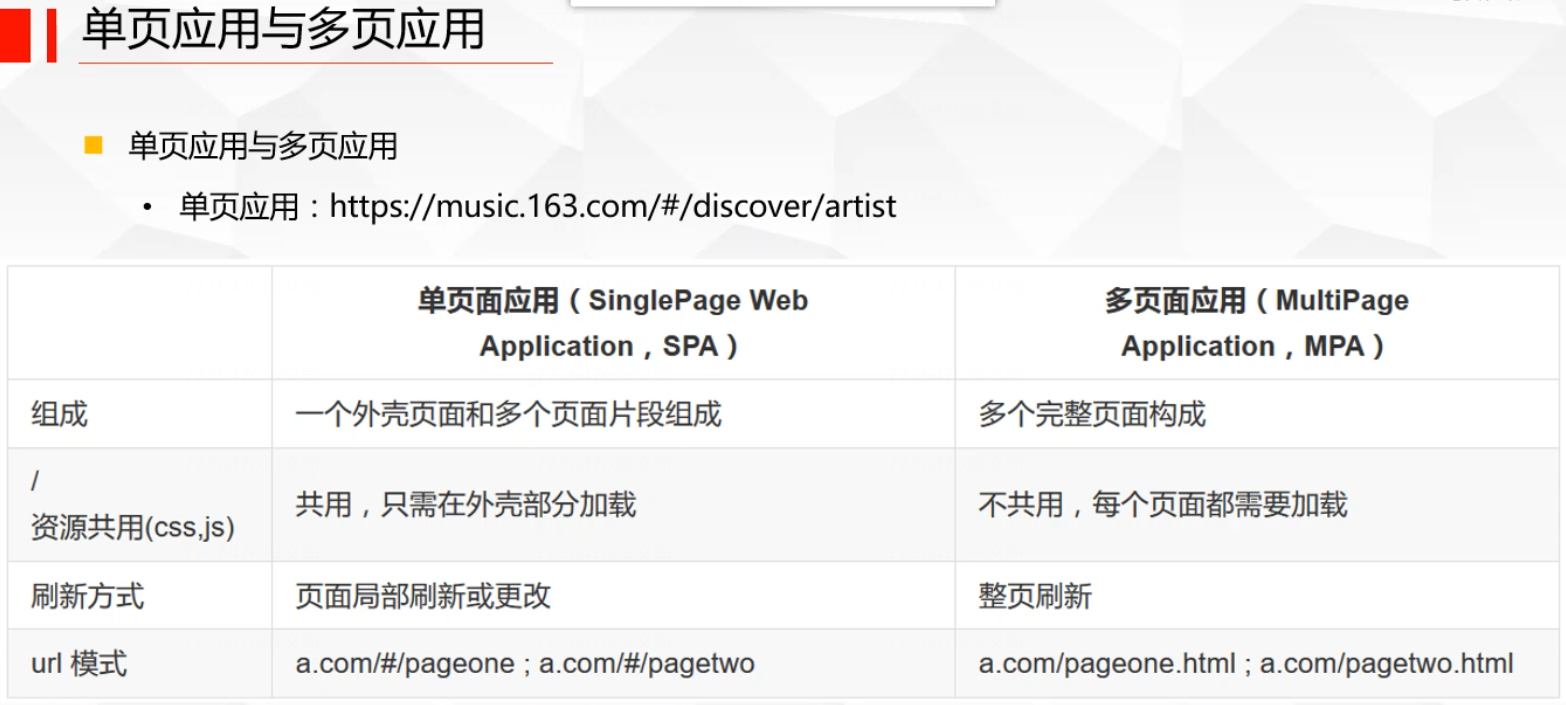 单页应用与多页应用
单页应用与多页应用
单页应用：https://music.163.com/#/discover/artist
单页面应用（SinglePage Web
Application，SPA）
多页面应用（MultiPage
Application，MPA）
组成
一个外壳页面和多个页面片段组成
多个完整页面构成
/
资源共用(css,js)
共用，只需在外壳部分加载
不共用，每个页面都需要加载
刷新方式
页面局部刷新或更改
整页刷新
url 模式
a.com/#/pageone ; a.com/#/pagetwo
a.com/pageone.html ; a.com/pagetwo.html